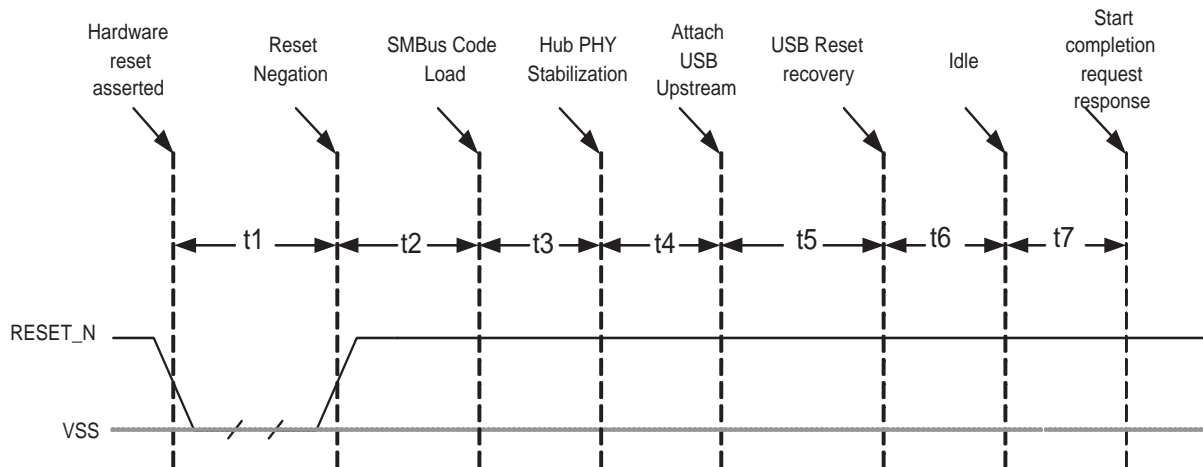 Hardware
reset
asserted
Reset
Negation
SMBus Code
Load
Hub PHY
Stabilization
Attach
USB
Upstream
USB Reset
recovery
Idle
Start
completion
request
response
t1
t2
t3
t4
t5
t6
t7
RESET_N
VSS